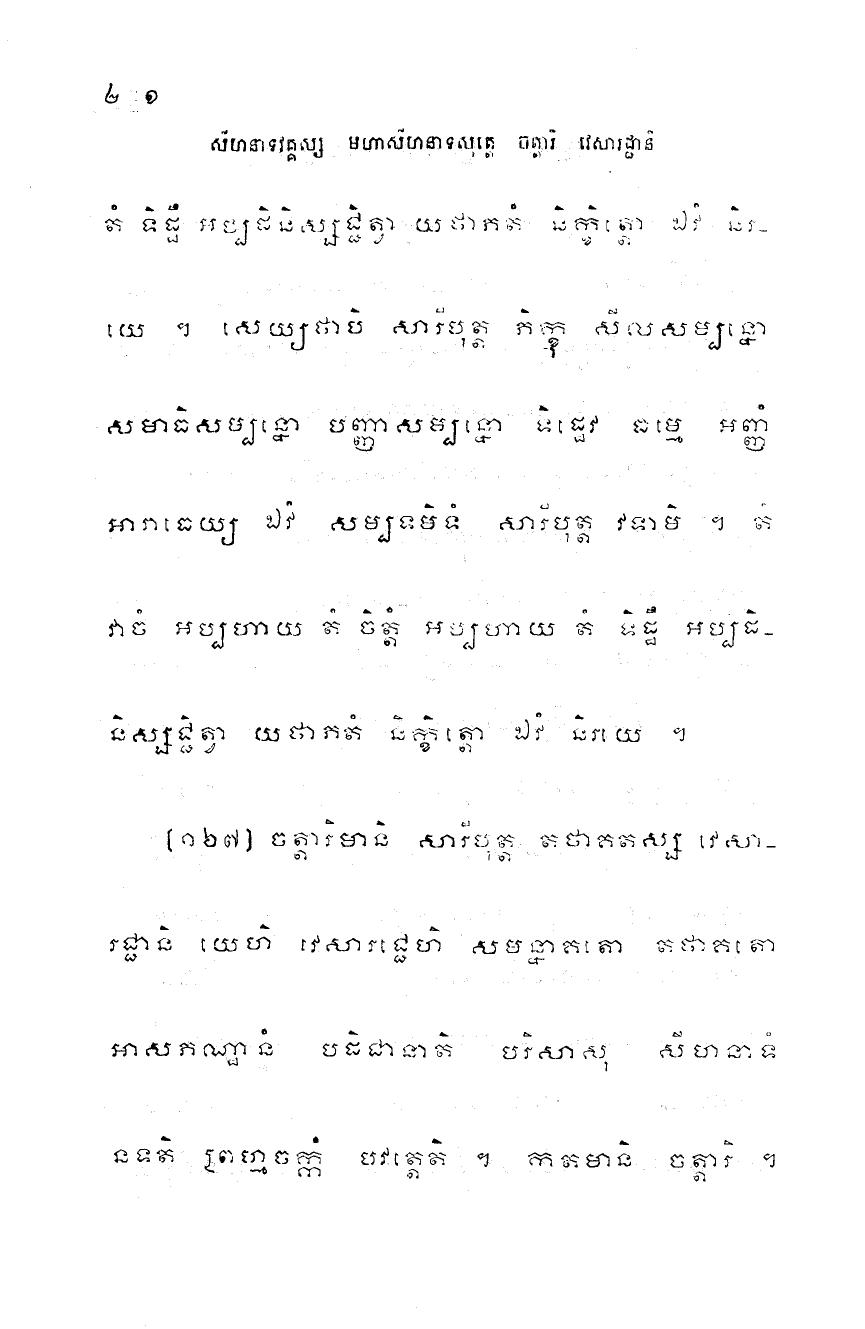 ២ ១
សីហនាទវគ្គស្ស មហាសីហនាទសុត្តេ ចត្តារិ វេសារជ្ជានិ
តំ ទិដ្ឋឹ អប្បដិនិស្សជ្ជិត្វា យថាភតំ និក្ខិត្តោ ឯវំ និរ-
យេ ។ សេយ្យថាបិ សារីបុត្ត ភិក្ខុ សីលសម្បន្នោ
សមាធិសម្បន្នោ បញ្ញាសម្បន្នោ ទិដ្ឋេវ ធម្មេ អញ្ញំ
អារាធេយ្យ ឯវំ សម្បទមិទំ សារីបុត្ត វទាមិ ។ តំ
វាចំ អប្បហាយ តំ ចិត្តំ អប្បហាយ តំ ទិដ្ឋឹ អប្បដិ-
និស្សជ្ជិត្វា យថាភតំ និក្ខិត្តោ ឯវំ និរយេ ។
[១៦៧] ចត្តារិមានិ សារីបុត្ត តថាគតស្ស វេសា-
រជ្ជានិ យេហិ វេសារជ្ជេហិ សមន្នាគតោ តថាគតោ
អាសភណ្ឋានំ បដិជានាតិ បរិសាសុ សីហនាទំ
នទតិ ព្រហ្មចក្កំ បវត្តេតិ ។ កតមានិ ចត្តារិ ។